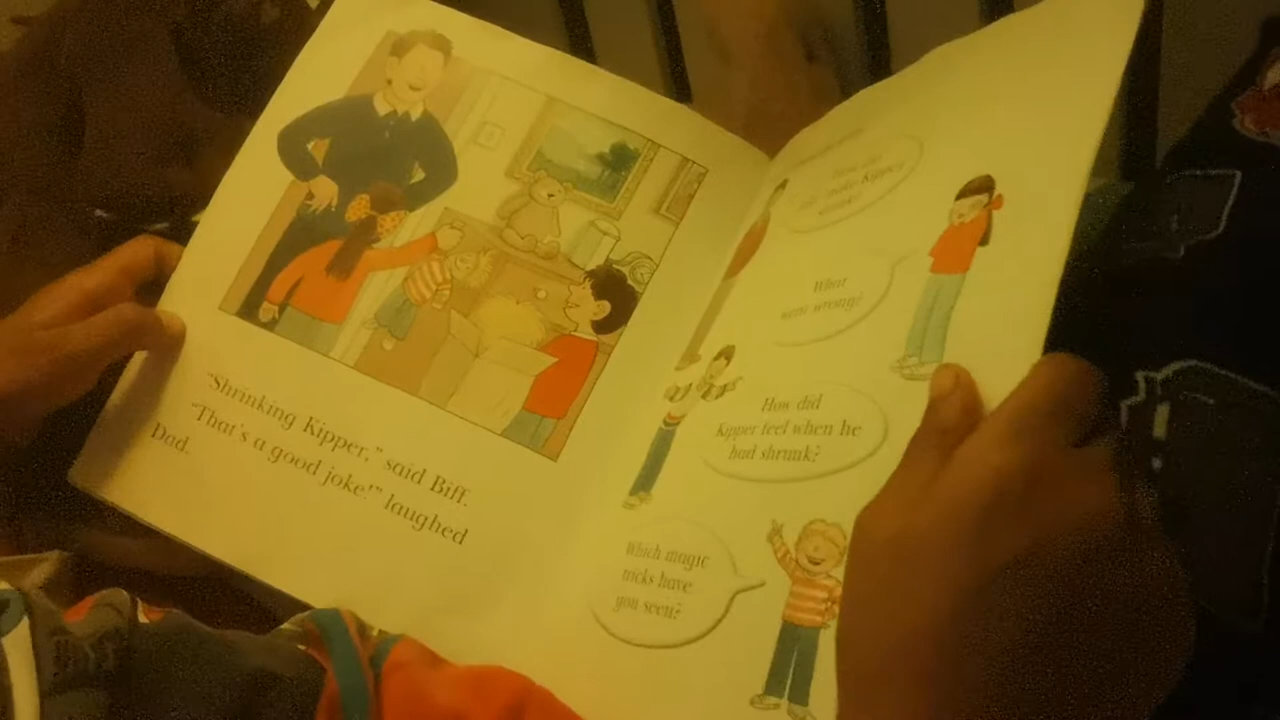 "Shrinking Kipper," said Biff.
"That's a good joke!" laughed
Dad.
Kipper
What
went wrong?
How did
Kipper feel when he
had shrunk?
Which magic
tricks have
you seen?